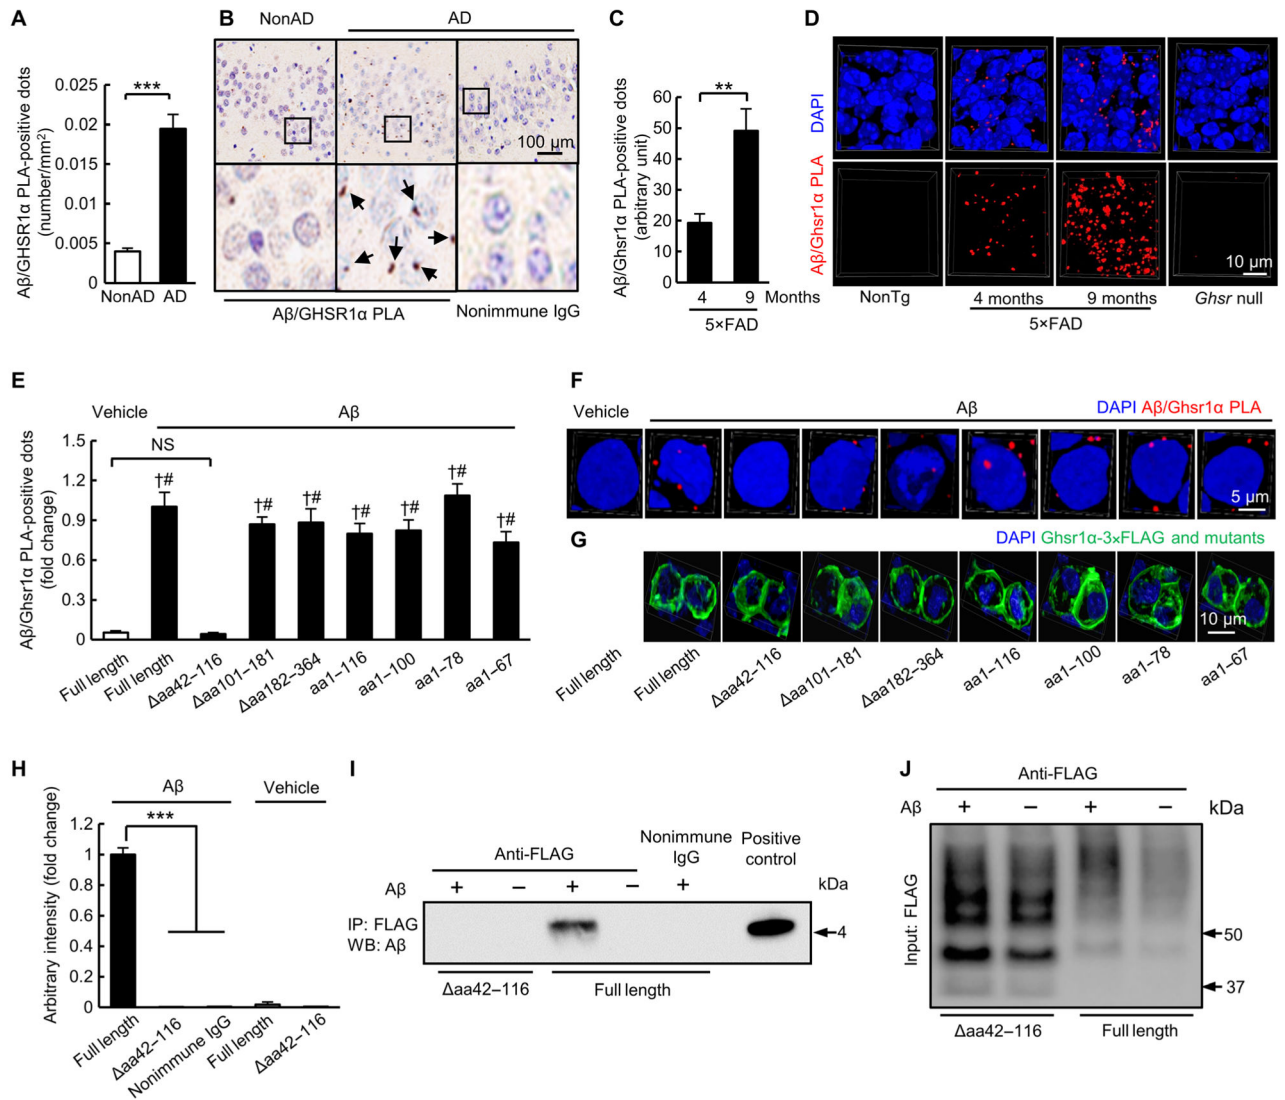 A
Aβ/GHSR1α PLA-positive dots
(number/mm²)
0.025
0.02
0.015
0.01
0.005
0
***
NonAD AD
B
NonAD
AD
100 µm
Aβ/GHSR1α PLA
Nonimmune IgG
C
Aβ/Ghsr1α PLA-positive dots
(arbitrary unit)
60
50
40
30
20
10
0
**
4 9 Months
5×FAD
D
Aβ/Ghsr1α PLA DAPI
10 µm
NonTg
4 months
9 months
Ghsr null
5×FAD
E
Vehicle
Aβ
Aβ/Ghsr1α PLA-positive dots
(fold change)
1.5
1.2
0.9
0.6
0.3
0
NS
†#
†#
†#
†#
†#
†#
†#
Full length
Full length
Δaa42–116
Δaa101–181
Δaa182–364
aa1–116
aa1–100
aa1–78
aa1–67
F
Vehicle
Aβ
DAPI Aβ/Ghsr1α PLA
5 µm
G
DAPI Ghsr1α-3×FLAG and mutants
10 µm
Full length
Full length
Δaa42–116
Δaa101–181
Δaa182–364
aa1–116
aa1–100
aa1–78
aa1–67
H
Aβ
Vehicle
Arbitrary intensity (fold change)
1.2
1
0.8
0.6
0.4
0.2
0
***
Full length
Δaa42–116
Nonimmune IgG
Full length
Δaa42–116
I
Anti-FLAG
Nonimmune
IgG
Positive
control
Aβ + − + − +
kDa
IP: FLAG
WB: Aβ
4
Δaa42–116
Full length
J
Anti-FLAG
Aβ + − + − kDa
Input: FLAG
50
37
Δaa42–116
Full length